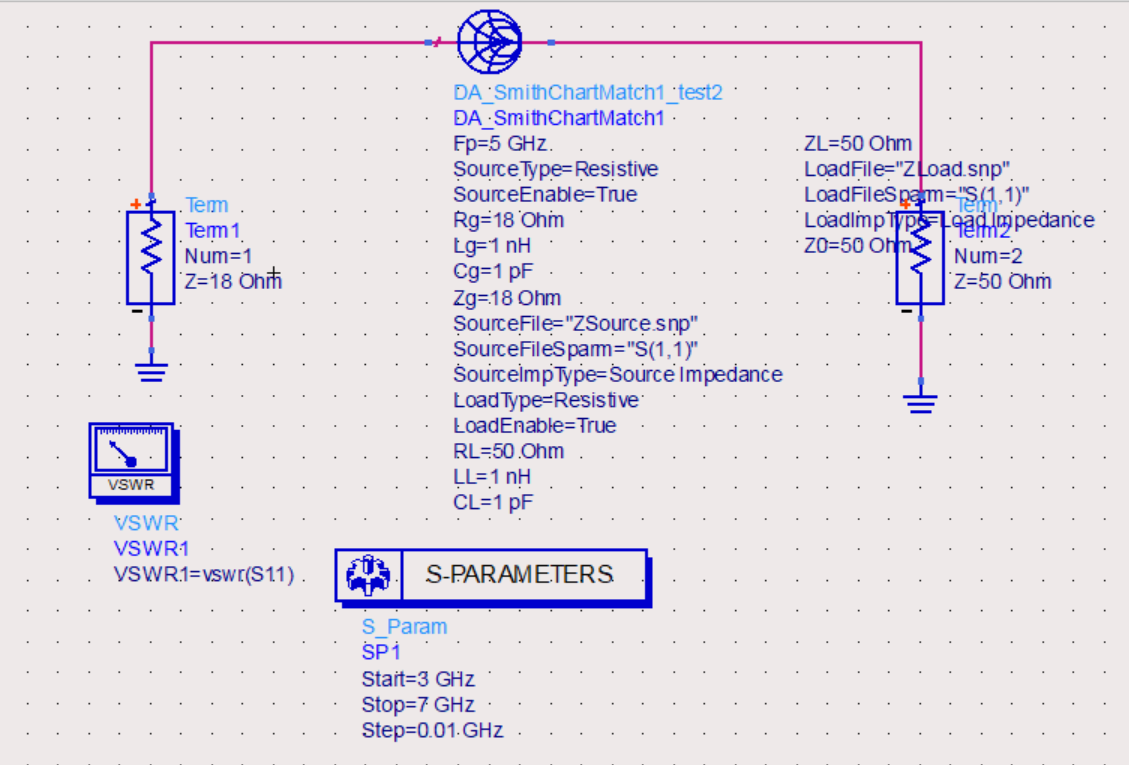 DA_SmithChartMatch1_test2
DA_SmithChartMatch1
Fp=5 GHz
SourceType=Resistive
SourceEnable=True
Rg=18 Ohm
Lg=1 nH
Cg=1 pF
Zg=18 Ohm
SourceFile="ZSource.snp"
SourceFileSparm="S(1,1)"
SourceImpType=Source Impedance
LoadType=Resistive
LoadEnable=True
RL=50 Ohm
LL=1 nH
CL=1 pF
ZL=50 Ohm
LoadFile="ZLoad.snp"
LoadFileSparm="S(1,1)"
LoadImpType=Load Impedance
Z0=50 Ohm
+
Term
Term1
Num=1
Z=18 Ohm
-
+
Term
Term2
Num=2
Z=50 Ohm
-
VSWR
VSWR
VSWR1
VSWR1=vswr(S11)
S-PARAMETERS
S_Param
SP1
Start=3 GHz
Stop=7 GHz
Step=0.01 GHz